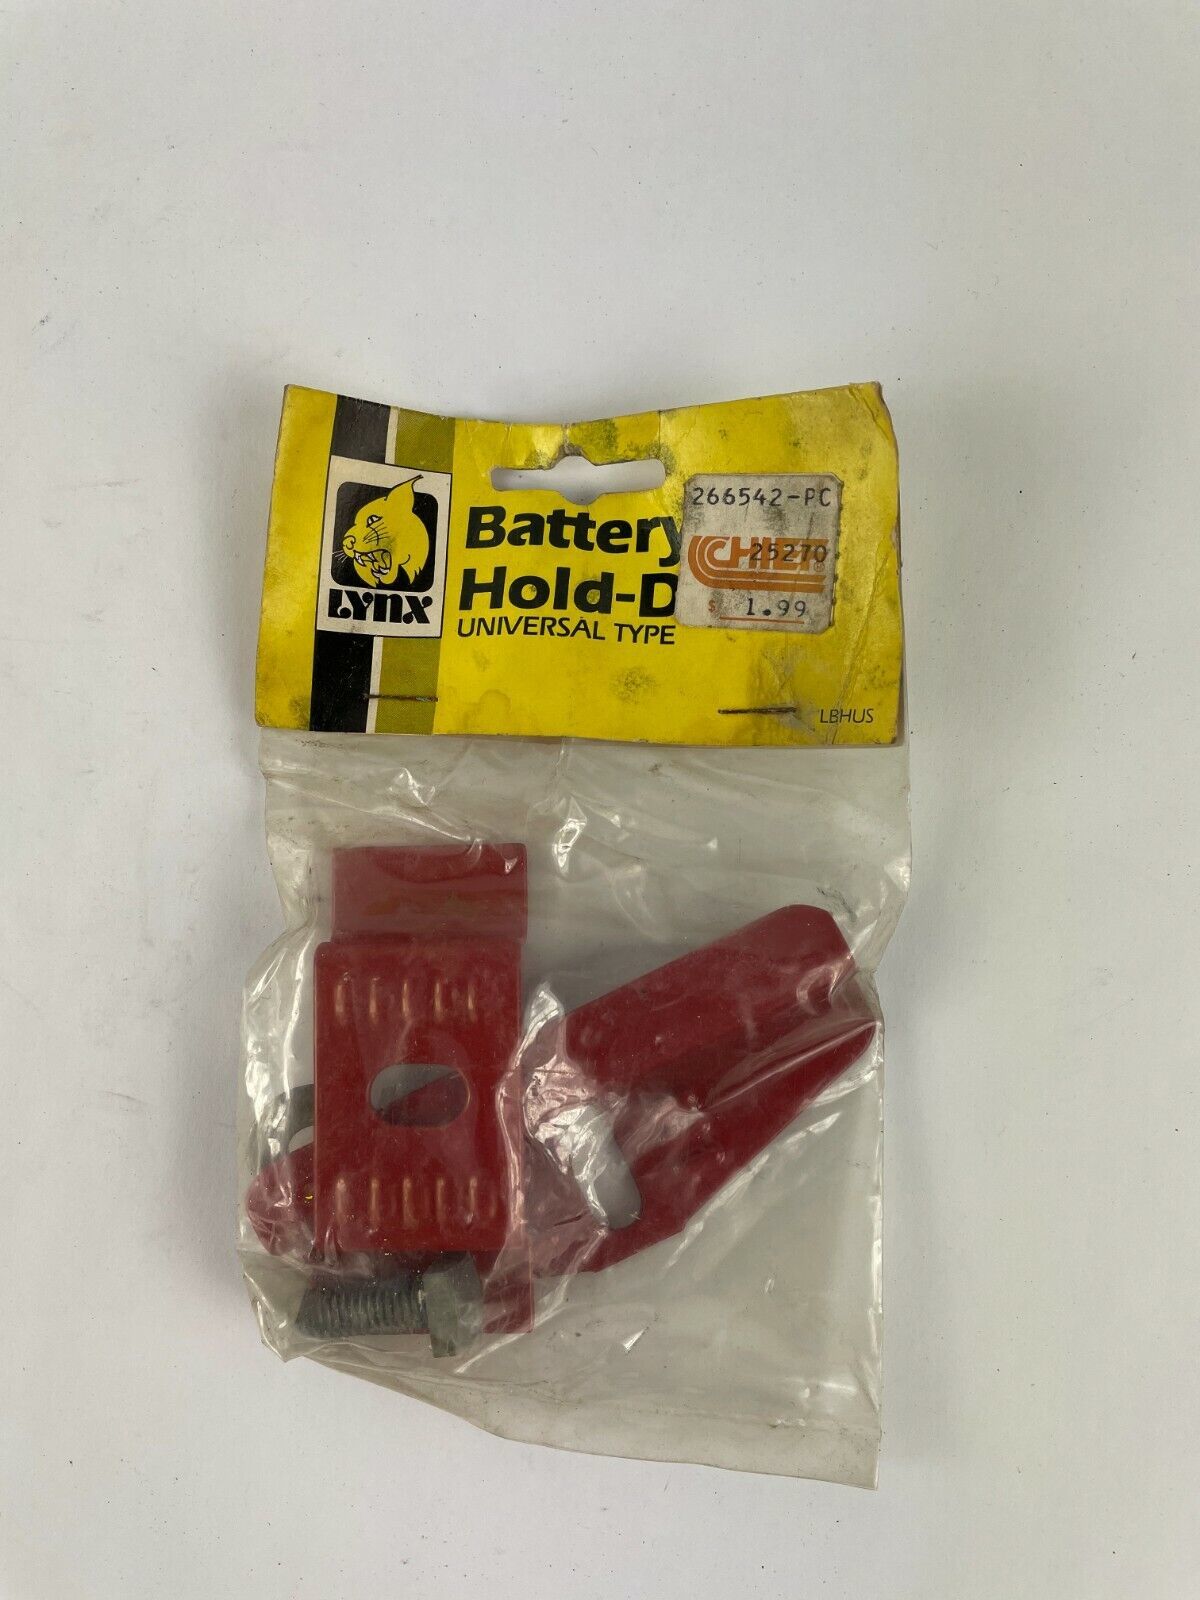 LYNX
Battery
Hold-D
UNIVERSAL TYPE
266542-PC
CHIEF®
25270
$ 1.99
LBHUS